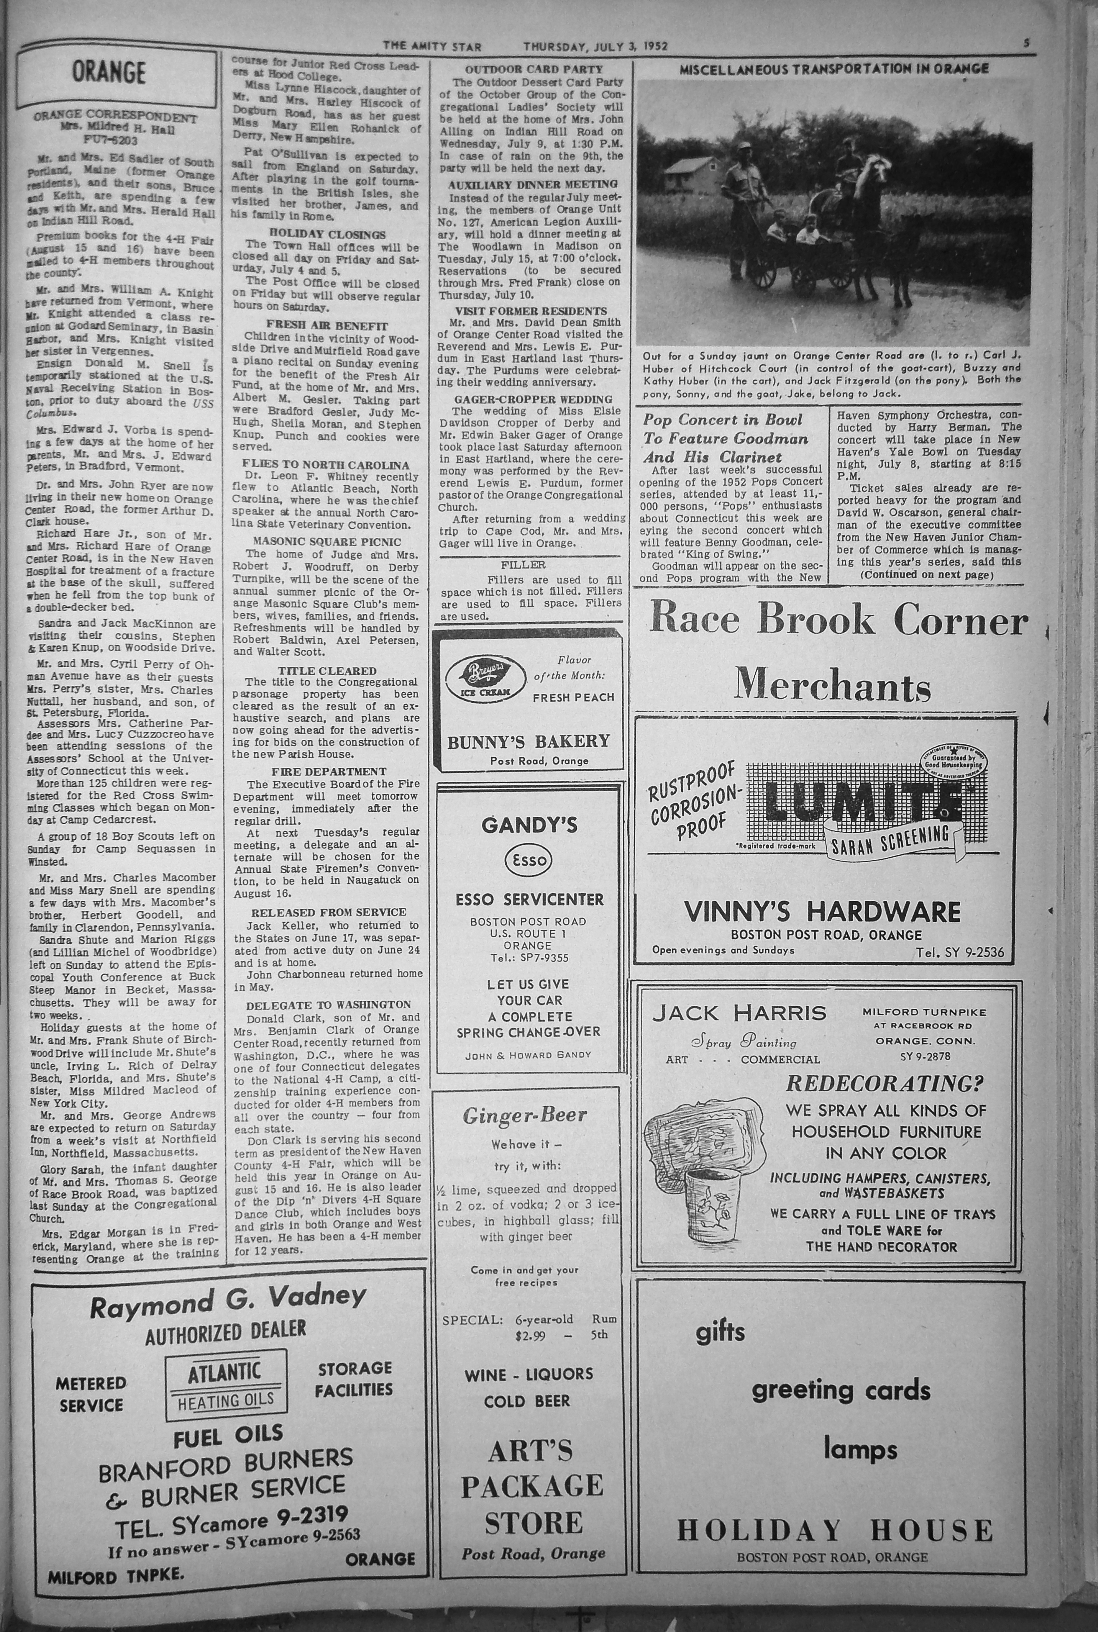 THE AMITY STAR THURSDAY, JULY 3, 1952 5
ORANGE
ORANGE CORRESPONDENT
Mrs. Mildred H. Hall
FU7-6203
Mr. and Mrs. Ed Sadler of South
Portland, Maine (former Orange
residents), and their sons, Bruce
and Keith, are spending a few
days with Mr. and Mrs. Herald Hall
on Indian Hill Road.
Premium books for the 4-H Fair
(August 15 and 16) have been
mailed to 4-H members throughout
the county.
Mr. and Mrs. William A. Knight
have returned from Vermont, where
Mr. Knight attended a class re-
union at Godard Seminary, in Basin
Harbor, and Mrs. Knight visited
her sister in Vergennes.
Ensign Donald M. Snell is
temporarily stationed at the U.S.
Naval Receiving Station in Bos-
ton, prior to duty aboard the USS
Columbus.
Mrs. Edward J. Vorba is spend-
ing a few days at the home of her
parents, Mr. and Mrs. J. Edward
Peters, in Bradford, Vermont.
Dr. and Mrs. John Ryer are now
living in their new home on Orange
Center Road, the former Arthur D.
Clark house.
Richard Hare Jr., son of Mr.
and Mrs. Richard Hare of Orange
Center Road, is in the New Haven
Hospital for treatment of a fracture
at the base of the skull, suffered
when he fell from the top bunk of
a double-decker bed.
Sandra and Jack MacKinnon are
visiting their cousins, Stephen
& Karen Knup, on Woodside Drive.
Mr. and Mrs. Cyril Perry of Oh-
man Avenue have as their guests
Mrs. Perry's sister, Mrs. Charles
Nuttall, her husband, and son, of
St. Petersburg, Florida.
Assessors Mrs. Catherine Par-
dee and Mrs. Lucy Cuzzocreo have
been attending sessions of the
Assessors' School at the Univer-
sity of Connecticut this week.
More than 125 children were reg-
istered for the Red Cross Swim-
ming Classes which began on Mon-
day at Camp Cedarcrest.
A group of 18 Boy Scouts left on
Sunday for Camp Sequassen in
Winsted.
Mr. and Mrs. Charles Macomber
and Miss Mary Snell are spending
a few days with Mrs. Macomber's
brother, Herbert Goodell, and
family in Clarendon, Pennsylvania.
Sandra Shute and Marion Riggs
(and Lillian Michel of Woodbridge)
left on Sunday to attend the Epis-
copal Youth Conference at Buck
Steep Manor in Becket, Massa-
chusetts. They will be away for
two weeks.
Holiday guests at the home of
Mr. and Mrs. Frank Shute of Birch-
wood Drive will include Mr. Shute's
uncle, Irving L. Rich of Delray
Beach, Florida, and Mrs. Shute's
sister, Miss Mildred Macleod of
New York City.
Mr. and Mrs. George Andrews
are expected to return on Saturday
from a week's visit at Northfield
Inn, Northfield, Massachusetts.
Glory Sarah, the infant daughter
of Mr. and Mrs. Thomas S. George
of Race Brook Road, was baptized
last Sunday at the Congregational
Church.
Mrs. Edgar Morgan is in Fred-
erick, Maryland, where she is rep-
resenting Orange at the training
course for Junior Red Cross Lead-
ers at Hood College.
Miss Lynne Hiscock, daughter of
Mr. and Mrs. Harley Hiscock of
Dogburn Road, has as her guest
Miss Mary Ellen Rohanick of
Derry, New Hampshire.
Pat O'Sullivan is expected to
sail from England on Saturday.
After playing in the golf tourna-
ments in the British Isles, she
visited her brother, James, and
his family in Rome.
HOLIDAY CLOSINGS
The Town Hall offices will be
closed all day on Friday and Sat-
urday, July 4 and 5.
The Post Office will be closed
on Friday but will observe regular
hours on Saturday.
FRESH AIR BENEFIT
Children in the vicinity of Wood-
side Drive and Muirfield Road gave
a piano recital on Sunday evening
for the benefit of the Fresh Air
Fund, at the home of Mr. and Mrs.
Albert M. Gesler. Taking part
were Bradford Gesler, Judy Mc-
Hugh, Sheila Moran, and Stephen
Knup. Punch and cookies were
served.
FLIES TO NORTH CAROLINA
Dr. Leon F. Whitney recently
flew to Atlantic Beach, North
Carolina, where he was the chief
speaker at the annual North Caro-
lina State Veterinary Convention.
MASONIC SQUARE PICNIC
The home of Judge and Mrs.
Robert J. Woodruff, on Derby
Turnpike, will be the scene of the
annual summer picnic of the Or-
ange Masonic Square Club's mem-
bers, wives, families, and friends.
Refreshments will be handled by
Robert Baldwin, Axel Petersen,
and Walter Scott.
TITLE CLEARED
The title to the Congregational
parsonage property has been
cleared as the result of an ex-
haustive search, and plans are
now going ahead for the advertis-
ing for bids on the construction of
the new Parish House.
FIRE DEPARTMENT
The Executive Board of the Fire
Department will meet tomorrow
evening, immediately after the
regular drill.
At next Tuesday's regular
meeting, a delegate and an al-
ternate will be chosen for the
Annual State Firemen's Conven-
tion, to be held in Naugatuck on
August 16.
RELEASED FROM SERVICE
Jack Keller, who returned to
the States on June 17, was separ-
ated from active duty on June 24
and is at home.
John Charbonneau returned home
in May.
DELEGATE TO WASHINGTON
Donald Clark, son of Mr. and
Mrs. Benjamin Clark of Orange
Center Road, recently returned from
Washington, D.C., where he was
one of four Connecticut delegates
to the National 4-H Camp, a citi-
zenship training experience con-
ducted for older 4-H members from
all over the country — four from
each state.
Don Clark is serving his second
term as president of the New Haven
County 4-H Fair, which will be
held this year in Orange on Au-
gust 15 and 16. He is also leader
of the Dip 'n' Divers 4-H Square
Dance Club, which includes boys
and girls in both Orange and West
Haven. He has been a 4-H member
for 12 years.
OUTDOOR CARD PARTY
The Outdoor Dessert Card Party
of the October Group of the Con-
gregational Ladies' Society will
be held at the home of Mrs. John
Alling on Indian Hill Road on
Wednesday, July 9, at 1:30 P.M.
In case of rain on the 9th, the
party will be held the next day.
AUXILIARY DINNER MEETING
Instead of the regular July meet-
ing, the members of Orange Unit
No. 127, American Legion Auxili-
ary, will hold a dinner meeting at
The Woodlawn in Madison on
Tuesday, July 15, at 7:00 o'clock.
Reservations (to be secured
through Mrs. Fred Frank) close on
Thursday, July 10.
VISIT FORMER RESIDENTS
Mr. and Mrs. David Dean Smith
of Orange Center Road visited the
Reverend and Mrs. Lewis E. Pur-
dum in East Hartland last Thurs-
day. The Purdums were celebrat-
ing their wedding anniversary.
GAGER-CROPPER WEDDING
The wedding of Miss Elsie
Davidson Cropper of Derby and
Mr. Edwin Baker Gager of Orange
took place last Saturday afternoon
in East Hartland, where the cere-
mony was performed by the Rev-
erend Lewis E. Purdum, former
pastor of the Orange Congregational
Church.
After returning from a wedding
trip to Cape Cod, Mr. and Mrs.
Gager will live in Orange.
FILLER
Fillers are used to fill
space which is not filled. Fillers
are used to fill space. Fillers
are used.
MISCELLANEOUS TRANSPORTATION IN ORANGE
Out for a Sunday jaunt on Orange Center Road are (l. to r.) Carl J.
Huber of Hitchcock Court (in control of the goat-cart), Buzzy and
Kathy Huber (in the cart), and Jack Fitzgerald (on the pony). Both the
pony, Sonny, and the goat, Jake, belong to Jack.
Pop Concert in Bowl
To Feature Goodman
And His Clarinet
After last week's successful
opening of the 1952 Pops Concert
series, attended by at least 11,-
000 persons, "Pops" enthusiasts
about Connecticut this week are
eying the second concert which
will feature Benny Goodman, cele-
brated "King of Swing."
Goodman will appear on the sec-
ond Pops program with the New
Haven Symphony Orchestra, con-
ducted by Harry Berman. The
concert will take place in New
Haven's Yale Bowl on Tuesday
night, July 8, starting at 8:15
P.M.
Ticket sales already are re-
ported heavy for the program and
David W. Oscarson, general chair-
man of the executive committee
from the New Haven Junior Cham-
ber of Commerce which is manag-
ing this year's series, said this
(Continued on next page)
Breyers
ICE CREAM
Flavor
of the Month:
FRESH PEACH
BUNNY'S BAKERY
Post Road, Orange
GANDY'S
Esso
ESSO SERVICENTER
BOSTON POST ROAD
U.S. ROUTE 1
ORANGE
Tel.: SP7-9355
LET US GIVE
YOUR CAR
A COMPLETE
SPRING CHANGE-OVER
JOHN & HOWARD GANDY
Ginger-Beer
We have it —
try it, with:
½ lime, squeezed and dropped
in 2 oz. of vodka; 2 or 3 ice-
cubes, in highball glass; fill
with ginger beer
Come in and get your
free recipes
SPECIAL: 6-year-old Rum
$2.99 — 5th
WINE - LIQUORS
COLD BEER
ART'S
PACKAGE
STORE
Post Road, Orange
Race Brook Corner
Merchants
RUSTPROOF
CORROSION-
PROOF
Guaranteed by
Good Housekeeping
LUMITE*
*Registered trade-mark
SARAN SCREENING
VINNY'S HARDWARE
BOSTON POST ROAD, ORANGE
Open evenings and Sundays Tel. SY 9-2536
JACK HARRIS
Spray Painting
ART - - - COMMERCIAL
MILFORD TURNPIKE
AT RACEBROOK RD
ORANGE, CONN.
SY 9-2878
REDECORATING?
WE SPRAY ALL KINDS OF
HOUSEHOLD FURNITURE
IN ANY COLOR
INCLUDING HAMPERS, CANISTERS,
and WASTEBASKETS
WE CARRY A FULL LINE OF TRAYS
and TOLE WARE for
THE HAND DECORATOR
gifts
greeting cards
lamps
HOLIDAY HOUSE
BOSTON POST ROAD, ORANGE
Raymond G. Vadney
AUTHORIZED DEALER
METERED
SERVICE
ATLANTIC
HEATING OILS
STORAGE
FACILITIES
FUEL OILS
BRANFORD BURNERS
& BURNER SERVICE
TEL. SYcamore 9-2319
If no answer - SYcamore 9-2563
MILFORD TNPKE. ORANGE